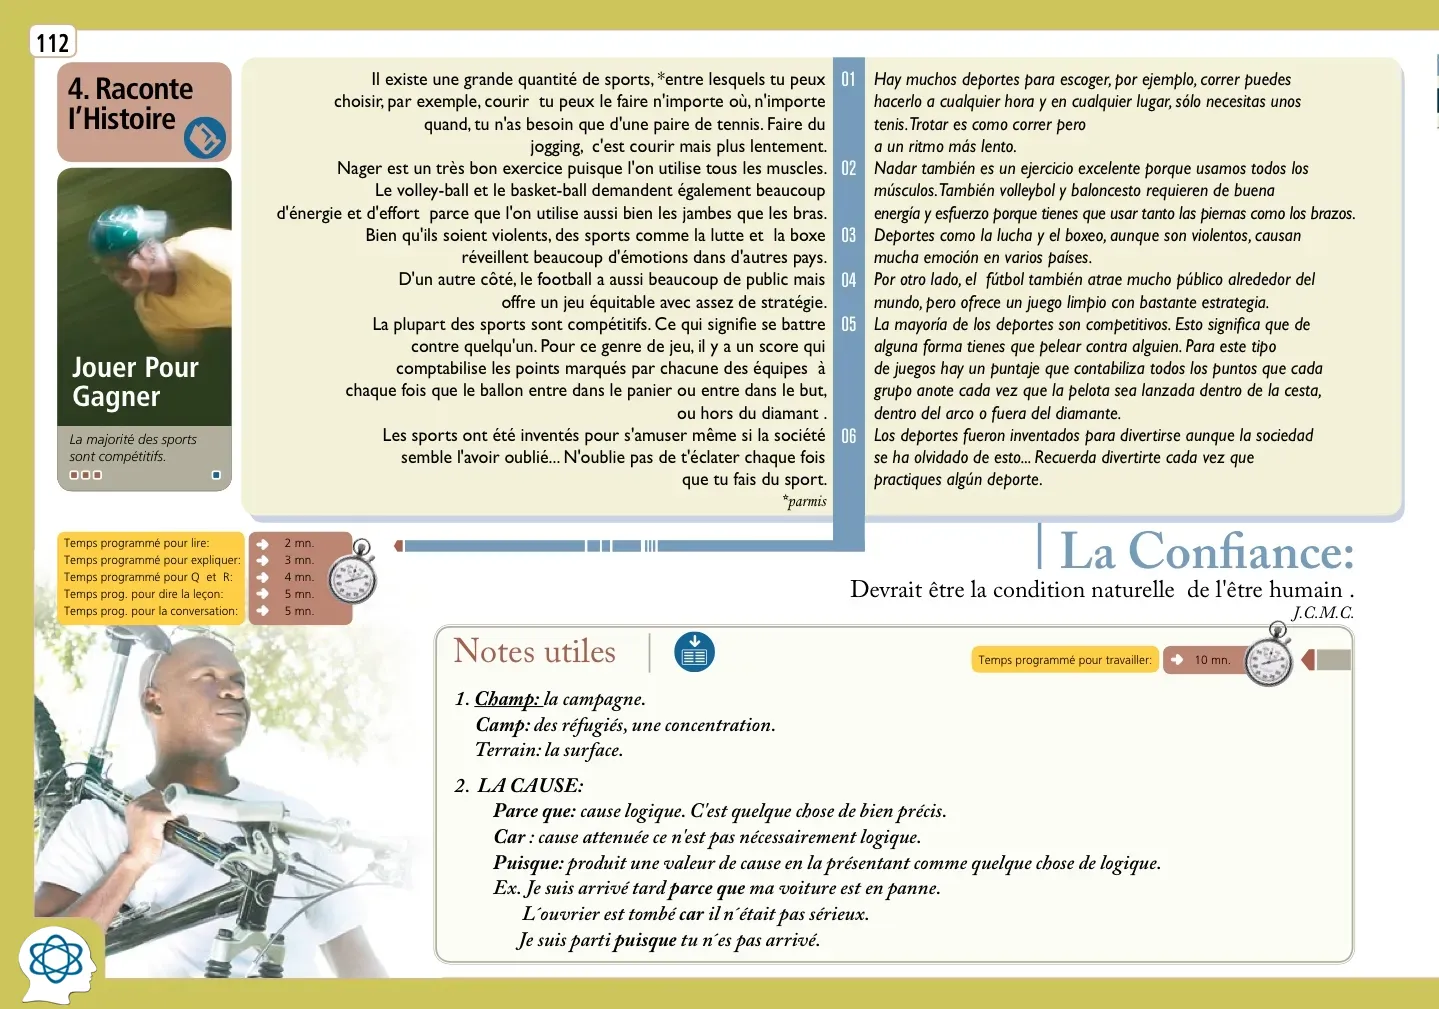 112
4. Raconte
l'Histoire
Jouer Pour
Gagner
La majorité des sports
sont compétitifs.
Il existe une grande quantité de sports, *entre lesquels tu peux
choisir, par exemple, courir tu peux le faire n'importe où, n'importe
quand, tu n'as besoin que d'une paire de tennis. Faire du
jogging, c'est courir mais plus lentement.
Nager est un très bon exercice puisque l'on utilise tous les muscles.
Le volley-ball et le basket-ball demandent également beaucoup
d'énergie et d'effort parce que l'on utilise aussi bien les jambes que les bras.
Bien qu'ils soient violents, des sports comme la lutte et la boxe
réveillent beaucoup d'émotions dans d'autres pays.
D'un autre côté, le football a aussi beaucoup de public mais
offre un jeu équitable avec assez de stratégie.
La plupart des sports sont compétitifs. Ce qui signifie se battre
contre quelqu'un. Pour ce genre de jeu, il y a un score qui
comptabilise les points marqués par chacune des équipes à
chaque fois que le ballon entre dans le panier ou entre dans le but,
ou hors du diamant .
Les sports ont été inventés pour s'amuser même si la société
semble l'avoir oublié... N'oublie pas de t'éclater chaque fois
que tu fais du sport.
*parmis
01
02
03
04
05
06
Hay muchos deportes para escoger, por ejemplo, correr puedes
hacerlo a cualquier hora y en cualquier lugar, sólo necesitas unos
tenis. Trotar es como correr pero
a un ritmo más lento.
Nadar también es un ejercicio excelente porque usamos todos los
músculos. También volleybol y baloncesto requieren de buena
energía y esfuerzo porque tienes que usar tanto las piernas como los brazos.
Deportes como la lucha y el boxeo, aunque son violentos, causan
mucha emoción en varios países.
Por otro lado, el fútbol también atrae mucho público alrededor del
mundo, pero ofrece un juego limpio con bastante estrategia.
La mayoría de los deportes son competitivos. Esto significa que de
alguna forma tienes que pelear contra alguien. Para este tipo
de juegos hay un puntaje que contabiliza todos los puntos que cada
grupo anote cada vez que la pelota sea lanzada dentro de la cesta,
dentro del arco o fuera del diamante.
Los deportes fueron inventados para divertirse aunque la sociedad
se ha olvidado de esto... Recuerda divertirte cada vez que
practiques algún deporte.
Temps programmé pour lire: 2 mn.
Temps programmé pour expliquer: 3 mn.
Temps programmé pour Q et R: 4 mn.
Temps prog. pour dire la leçon: 5 mn.
Temps prog. pour la conversation: 5 mn.
La Confiance:
Devrait être la condition naturelle de l'être humain .
J.C.M.C.
Notes utiles
Temps programmé pour travailler: 10 mn.
1. Champ: la campagne.
Camp: des réfugiés, une concentration.
Terrain: la surface.
2. LA CAUSE:
Parce que: cause logique. C'est quelque chose de bien précis.
Car : cause attenuée ce n'est pas nécessairement logique.
Puisque: produit une valeur de cause en la présentant comme quelque chose de logique.
Ex. Je suis arrivé tard parce que ma voiture est en panne.
L´ouvrier est tombé car il n´était pas sérieux.
Je suis parti puisque tu n´es pas arrivé.